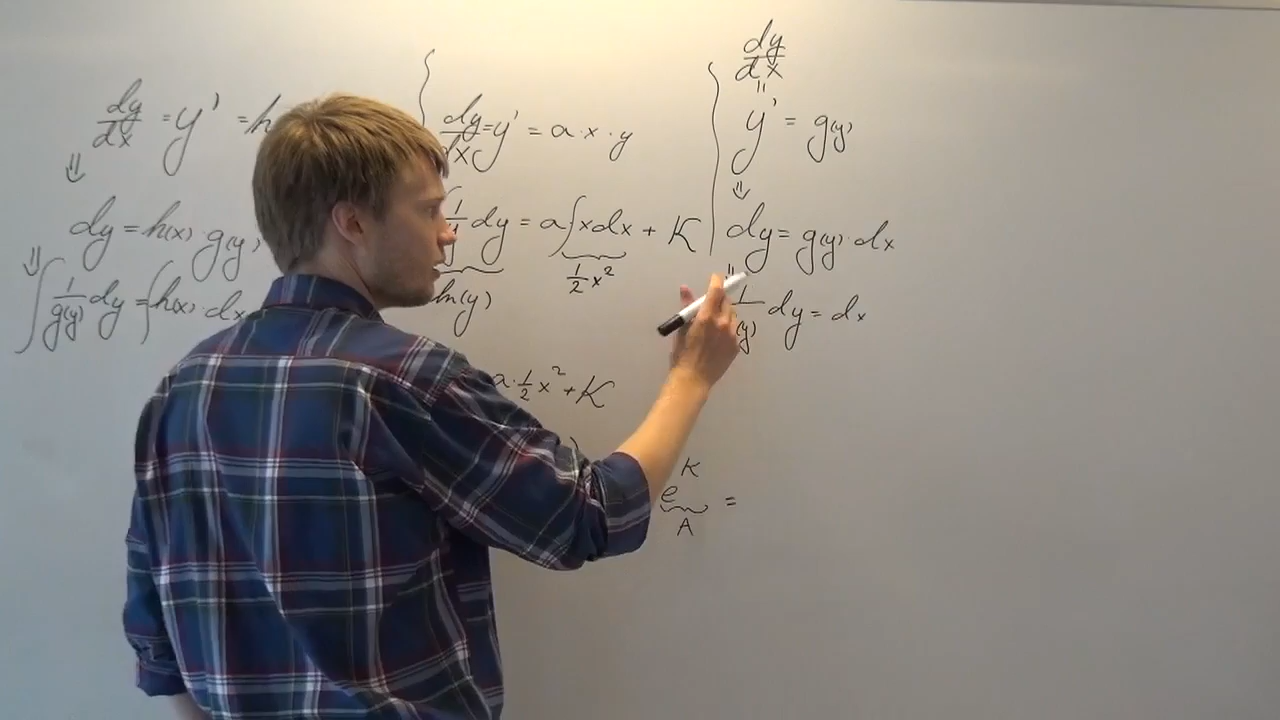 dy/dx = y' = h
⇓
dy = h(x) · g(y)
⇓
∫ 1/g(y) dy = ∫ h(x) · dx
dy/dx = y' = a · x · y
dy = a ∫ x dx + K
1/2 x²
ln(y)
a · 1/2 x² + K
e^K =
A
dy/dx
"
y' = g(y)
⇓
dy = g(y) · dx
dy = dx